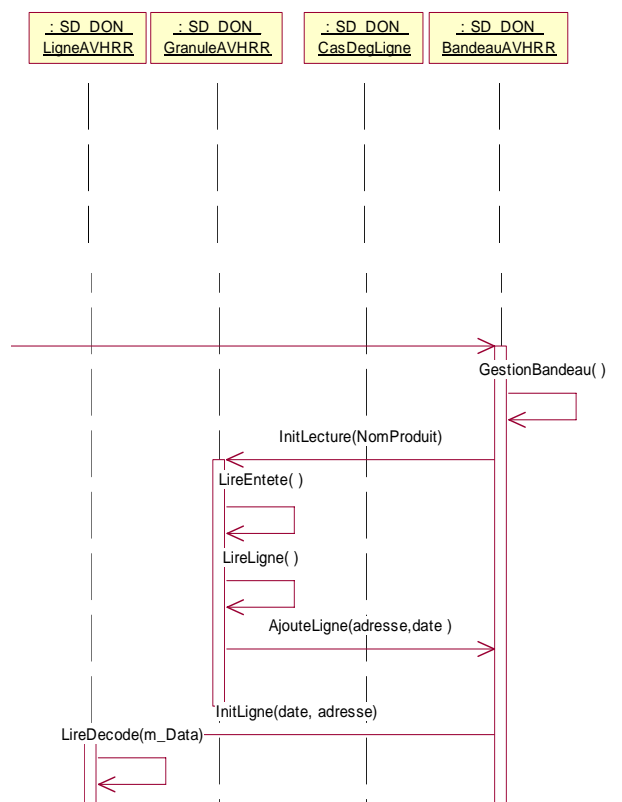 : SD_DON
LigneAVHRR
: SD_DON
GranuleAVHRR
: SD_DON
CasDegLigne
: SD_DON
BandeauAVHRR
GestionBandeau( )
InitLecture(NomProduit)
LireEntete( )
LireLigne( )
AjouteLigne(adresse,date )
InitLigne(date, adresse)
LireDecode(m_Data)